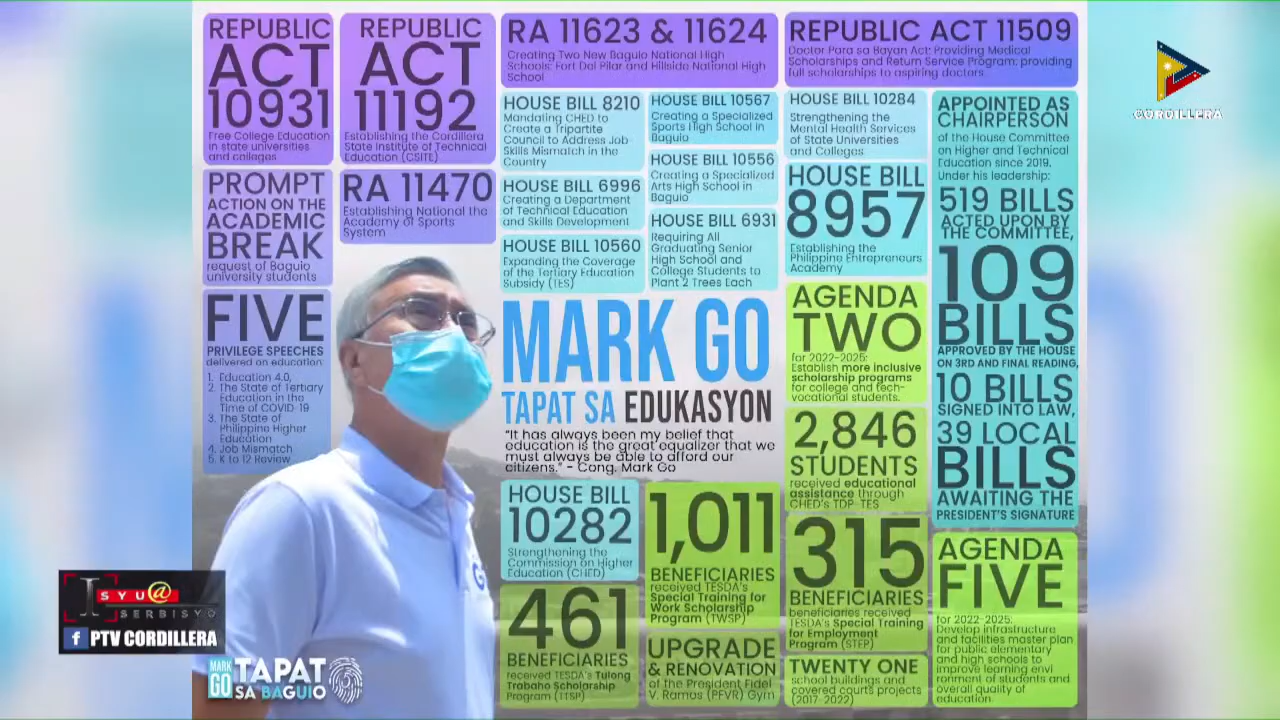 REPUBLIC
ACT
10931
Free College Education
in state universities
and collages
PROMPT
ACTION ON THE
ACADEMIC
BREAK
request of Baguio
university students
FIVE
PRIVILEGE SPEECHES
delivered on education
1. Education 4.0,
2. The State of Tertiary
Education in the
Time of COVID-19
3. The State of
Philippine Higher
Education
4. Job Mismatch
5. K to 12 Review
REPUBLIC
ACT
11192
Establishing the Cordillera
State Institute of Technical
Education (CSITE)
RA 11470
Establishing National the
Academy of Sports
System
RA 11623 & 11624
Creating Two New Baguio National High
Schools: Fort Del Pilar and Hillside National High
School
HOUSE BILL 8210
Mandating CHED to
Create a Tripartite
Council to Address Job-
Skills Mismatch in the
Country
HOUSE BILL 6996
Creating a Department
of Technical Education
and Skills Development
HOUSE BILL 10560
Expanding the Coverage
of the Tertiary Education
Subsidy (TES)
HOUSE BILL 10567
Creating a Specialized
Sports High School in
Baguio
HOUSE BILL 10556
Creating a Specialized
Arts High School in
Baguio
HOUSE BILL 6931
Requiring All
Graduating Senior
High School and
College Students to
Plant 2 Trees Each
REPUBLIC ACT 11509
Doctor Para sa Bayan Act: Providing Medical
Scholarships and Return Service Program: providing
full scholarships to aspiring doctors.
HOUSE BILL 10284
Strengthening the
Mental Health Services
of State Universities
and Colleges
HOUSE BILL
8957
Establishing the
Philippine Entrepreneurs
Academy
APPOINTED AS
CHAIRPERSON
of the House Committee
on Higher and Technical
Education since 2019.
Under his leadership:
519 BILLS
ACTED UPON BY
THE COMMITTEE,
109
BILLS
APPROVED BY THE HOUSE
ON 3RD AND FINAL READING,
10 BILLS
SIGNED INTO LAW,
39 LOCAL
BILLS
AWAITING THE
PRESIDENT'S SIGNATURE
MARK GO
TAPAT SA EDUKASYON
"It has always been my belief that
education is the great equalizer that we
must always be able to afford our
citizens." - Cong. Mark Go
AGENDA
TWO
for 2022-2025:
Establish more inclusive
scholarship programs
for college and tech-
vocational students.
2,846
STUDENTS
received educational
assistance through
CHED's TDP-TES
HOUSE BILL
10282
Strengthening the
Commission on Higher
Education (CHED)
461
BENEFICIARIES
received TESDA's Tulong
Trabaho Scholarship
Program (TTSP)
1,011
BENEFICIARIES
received TESDA's
Special Training for
Work Scholarship
Program (TWSP)
UPGRADE
& RENOVATION
of the President Fidel
V. Ramos (PFVR) Gym
315
BENEFICIARIES
beneficiaries received
TESDA's Special Training
for Employment
Program (STEP)
TWENTY ONE
school buildings and
covered courts projects
(2017-2022)
AGENDA
FIVE
for 2022-2025:
Develop infrastructure
and facilities master plan
for public elementary
and high schools to
improve learning envi
ronment of students and
overall quality of
education.
CORDILLERA
ISYU@
SERBISYO
f PTV CORDILLERA
MARK
GO
TAPAT
SA BAGUIO